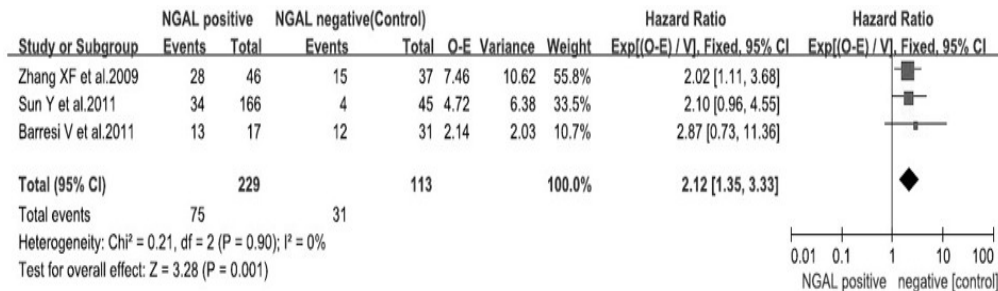 NGAL positive NGAL negative(Control) Hazard Ratio Hazard Ratio
Study or Subgroup Events Total Events Total O-E Variance Weight Exp[(O-E) / V], Fixed, 95% CI Exp[(O-E) / V], Fixed, 95% CI
Zhang XF et al.2009 28 46 15 37 7.46 10.62 55.8% 2.02 [1.11, 3.68]
Sun Y et al.2011 34 166 4 45 4.72 6.38 33.5% 2.10 [0.96, 4.55]
Barresi V et al.2011 13 17 12 31 2.14 2.03 10.7% 2.87 [0.73, 11.36]
Total (95% CI) 229 113 100.0% 2.12 [1.35, 3.33]
Total events 75 31
Heterogeneity: Chi² = 0.21, df = 2 (P = 0.90); I² = 0%
Test for overall effect: Z = 3.28 (P = 0.001)
0.01 0.1 1 10 100
NGAL positive negative [control]